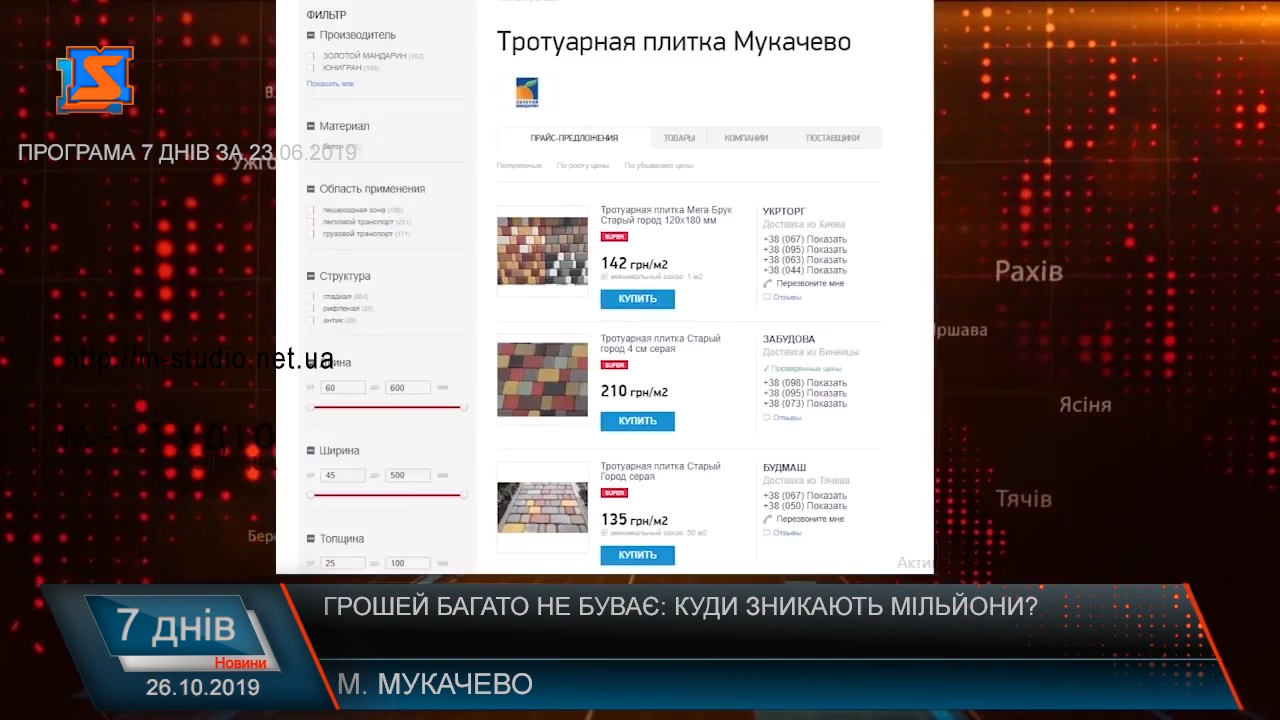 ФИЛЬТР
Производитель
ЗОЛОТОЙ МАНДАРИН
ЮНИГРАН
Показать все
Материал
Область применения
пешеходная зона
легковой транспорт
грузовой транспорт
Структура
гладкая
рифленая
антик
60
600
Ширина
45
500
Толщина
25
100
Тротуарная плитка Мукачево
ПРАЙС-ПРЕДЛОЖЕНИЯ ТОВАРЫ КОМПАНИИ ПОСТАВЩИКИ
Популярные По росту цены По убыванию цены
Тротуарная плитка Мега Брук
Старый город 120х180 мм
SUPER
142 грн/м2
минимальный заказ: 1 м2
КУПИТЬ
УКРТОРГ
Доставка из Киева
+38 (067) Показать
+38 (095) Показать
+38 (063) Показать
+38 (044) Показать
Перезвоните мне
Отзывы
Тротуарная плитка Старый
город 4 см серая
SUPER
210 грн/м2
КУПИТЬ
ЗАБУДОВА
Доставка из Винницы
Проверенные цены
+38 (098) Показать
+38 (095) Показать
+38 (073) Показать
Отзывы
Тротуарная плитка Старый
Город серая
SUPER
135 грн/м2
минимальный заказ: 50 м2
КУПИТЬ
БУДМАШ
Доставка из Тячева
+38 (067) Показать
+38 (050) Показать
Перезвоните мне
Отзывы
ПРОГРАМА 7 ДНІВ ЗА 23.06.2019
http://m-studio.net.ua
Рахів
Ясіня
Тячів
7 днів
Новини
26.10.2019
ГРОШЕЙ БАГАТО НЕ БУВАЄ: КУДИ ЗНИКАЮТЬ МІЛЬЙОНИ?
М. МУКАЧЕВО